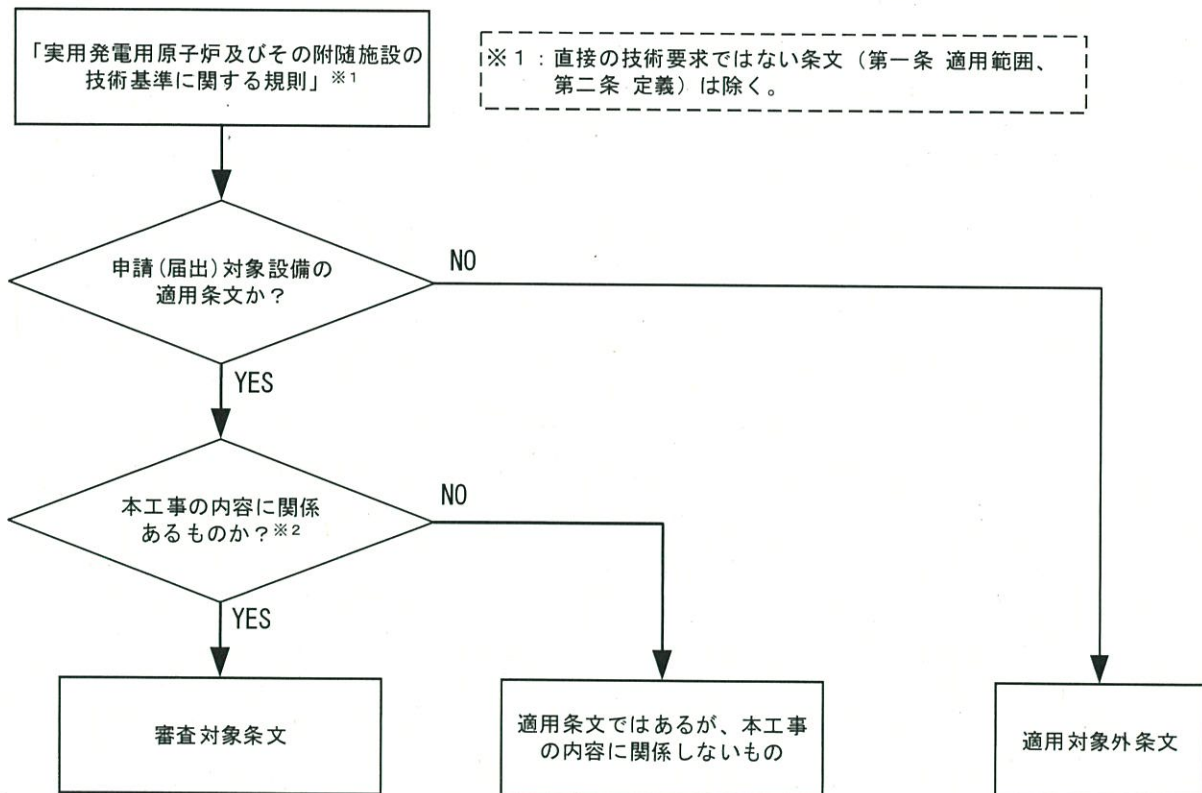 「実用発電用原子炉及びその附随施設の
技術基準に関する規則」※1
※1：直接の技術要求ではない条文（第一条 適用範囲、
第二条 定義）は除く。
申請(届出)対象設備の
適用条文か？
NO
YES
本工事の内容に関係
あるものか？※2
NO
YES
審査対象条文
適用条文ではあるが、本工事
の内容に関係しないもの
適用対象外条文